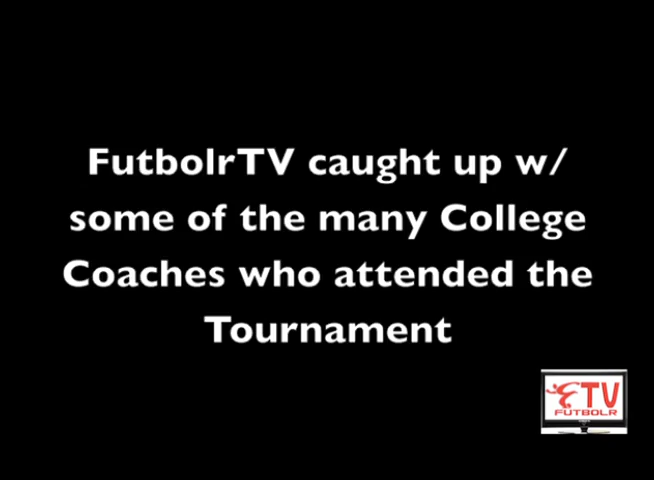 FutbolrTV caught up w/
some of the many College
Coaches who attended the
Tournament
TV
FUTBOLR